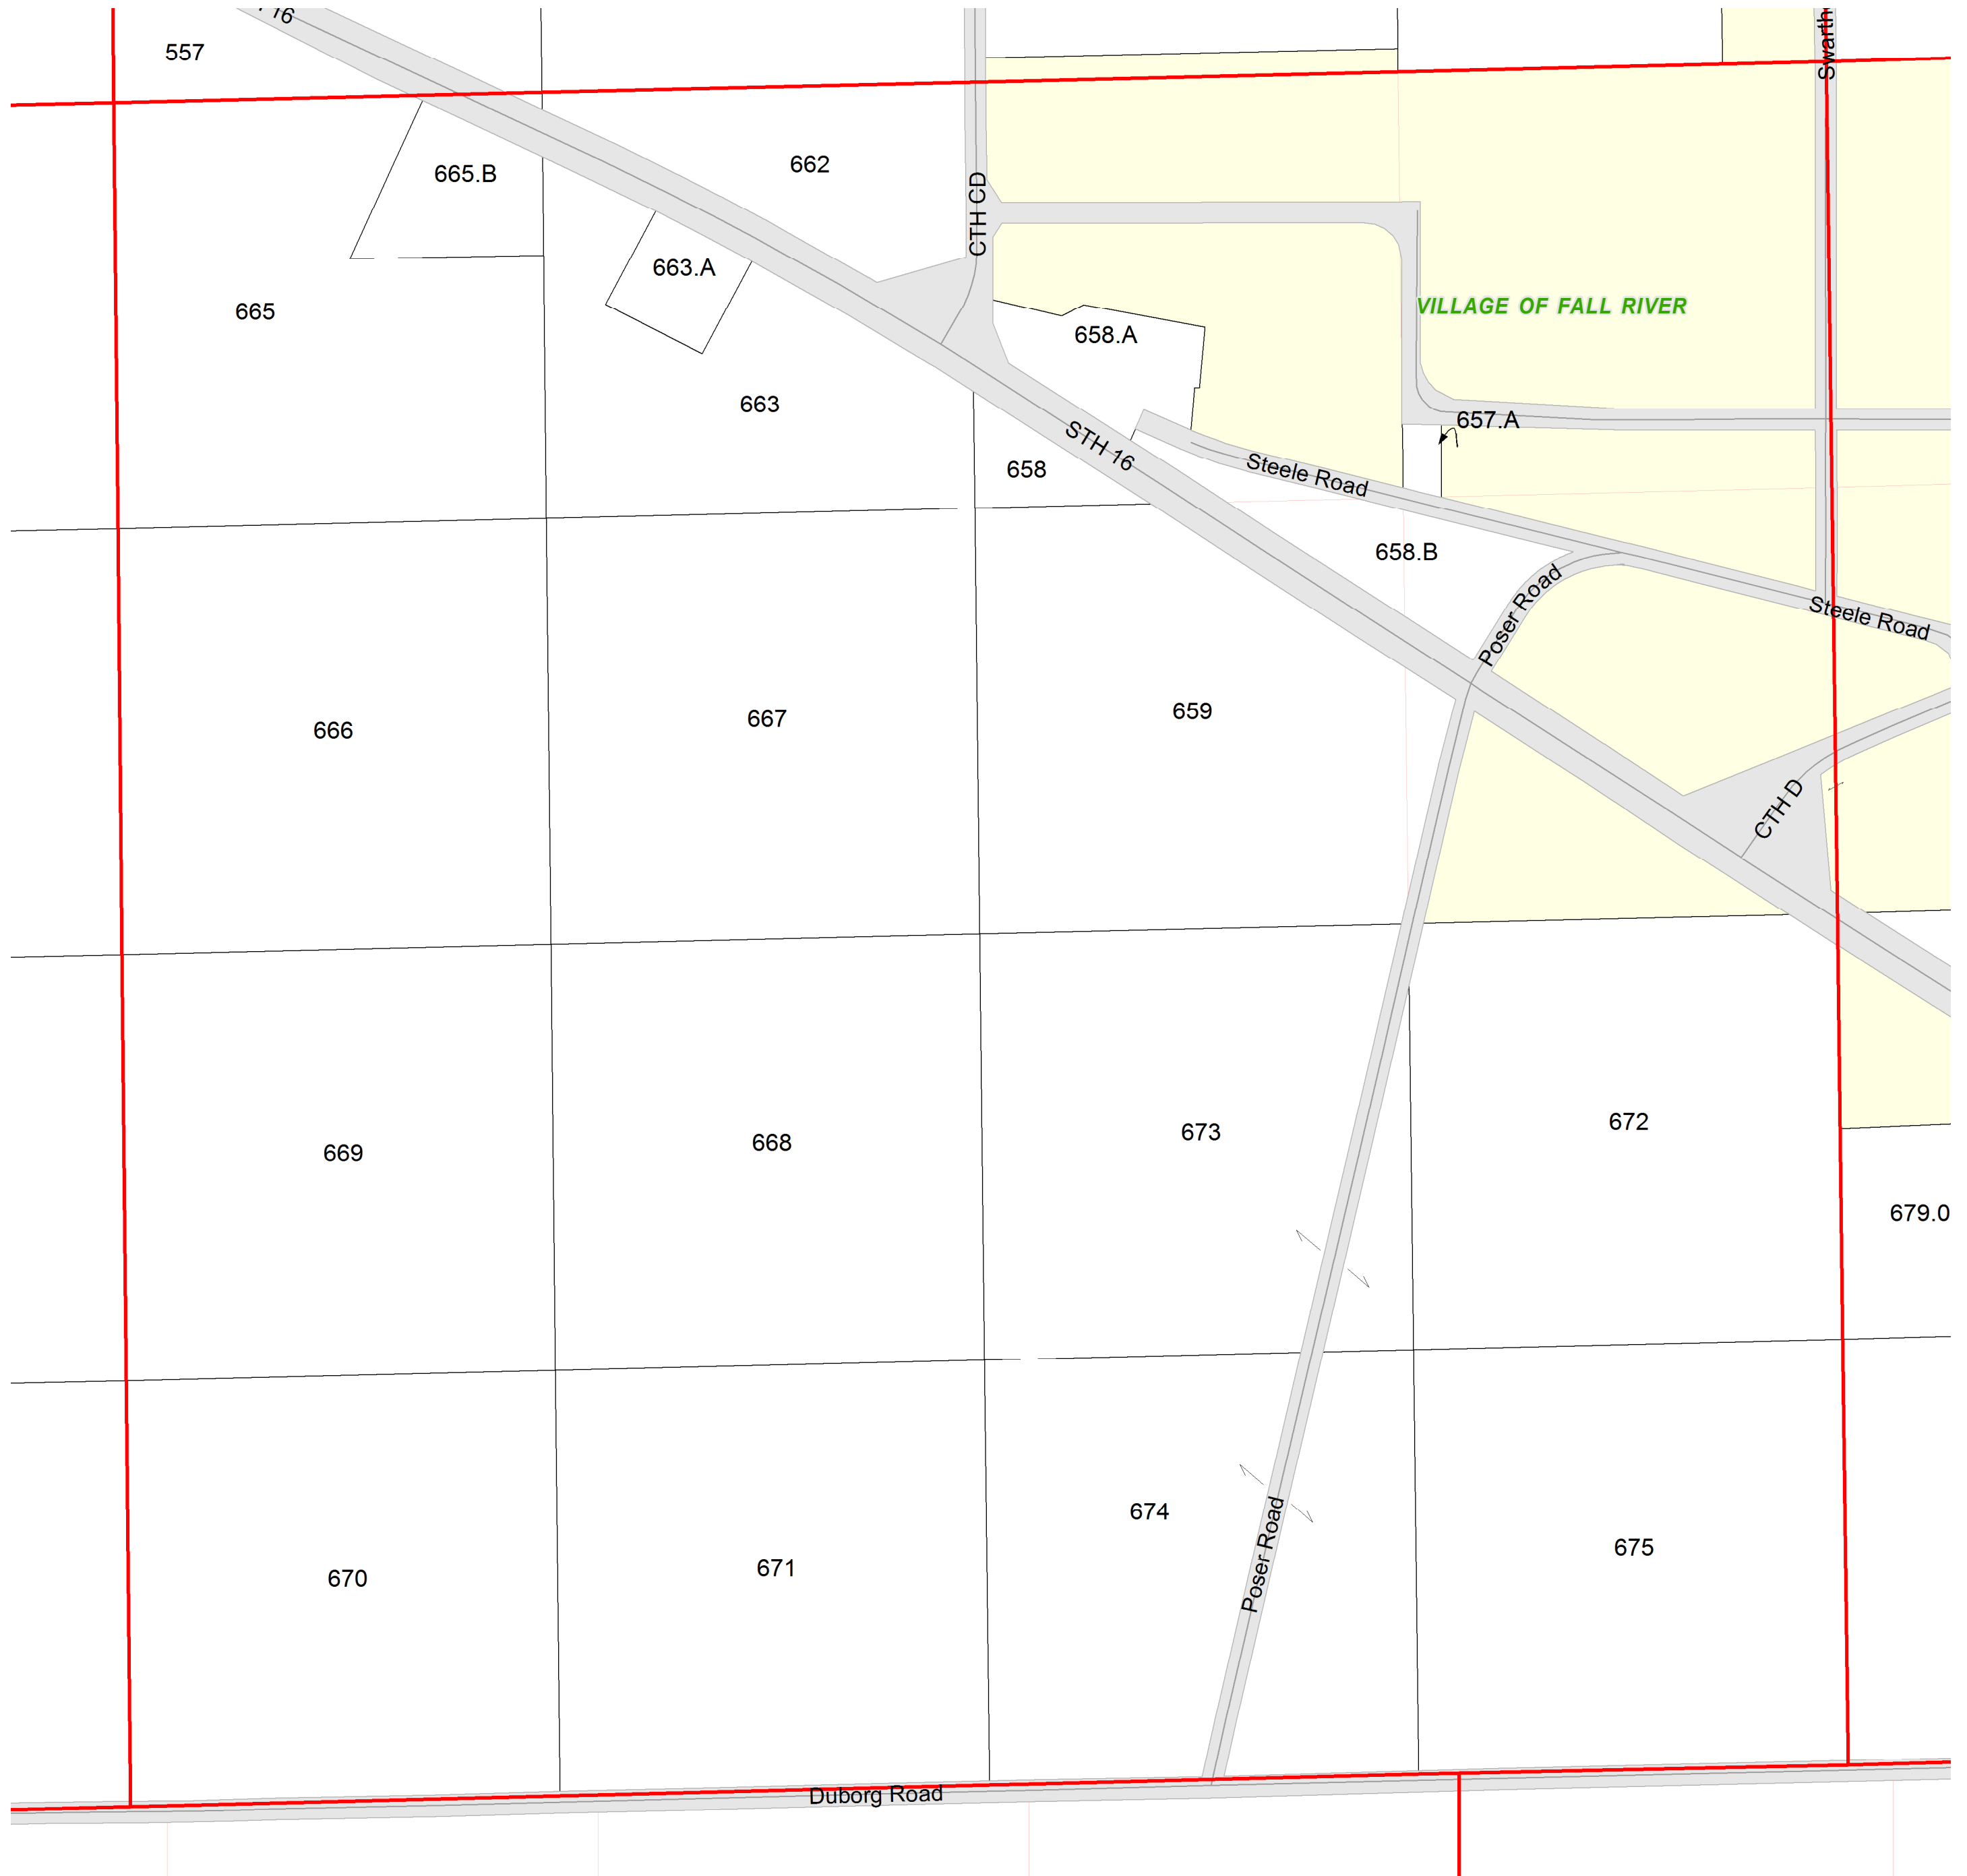 16
557
Swarth
662
665.B
CTH CD
663.A
665
VILLAGE OF FALL RIVER
658.A
663
657.A
STH 16
658
Steele Road
658.B
Poser Road
Steele Road
659
667
666
CTH D
672
673
668
669
679.0
674
675
671
670
Poser Road
Duborg Road